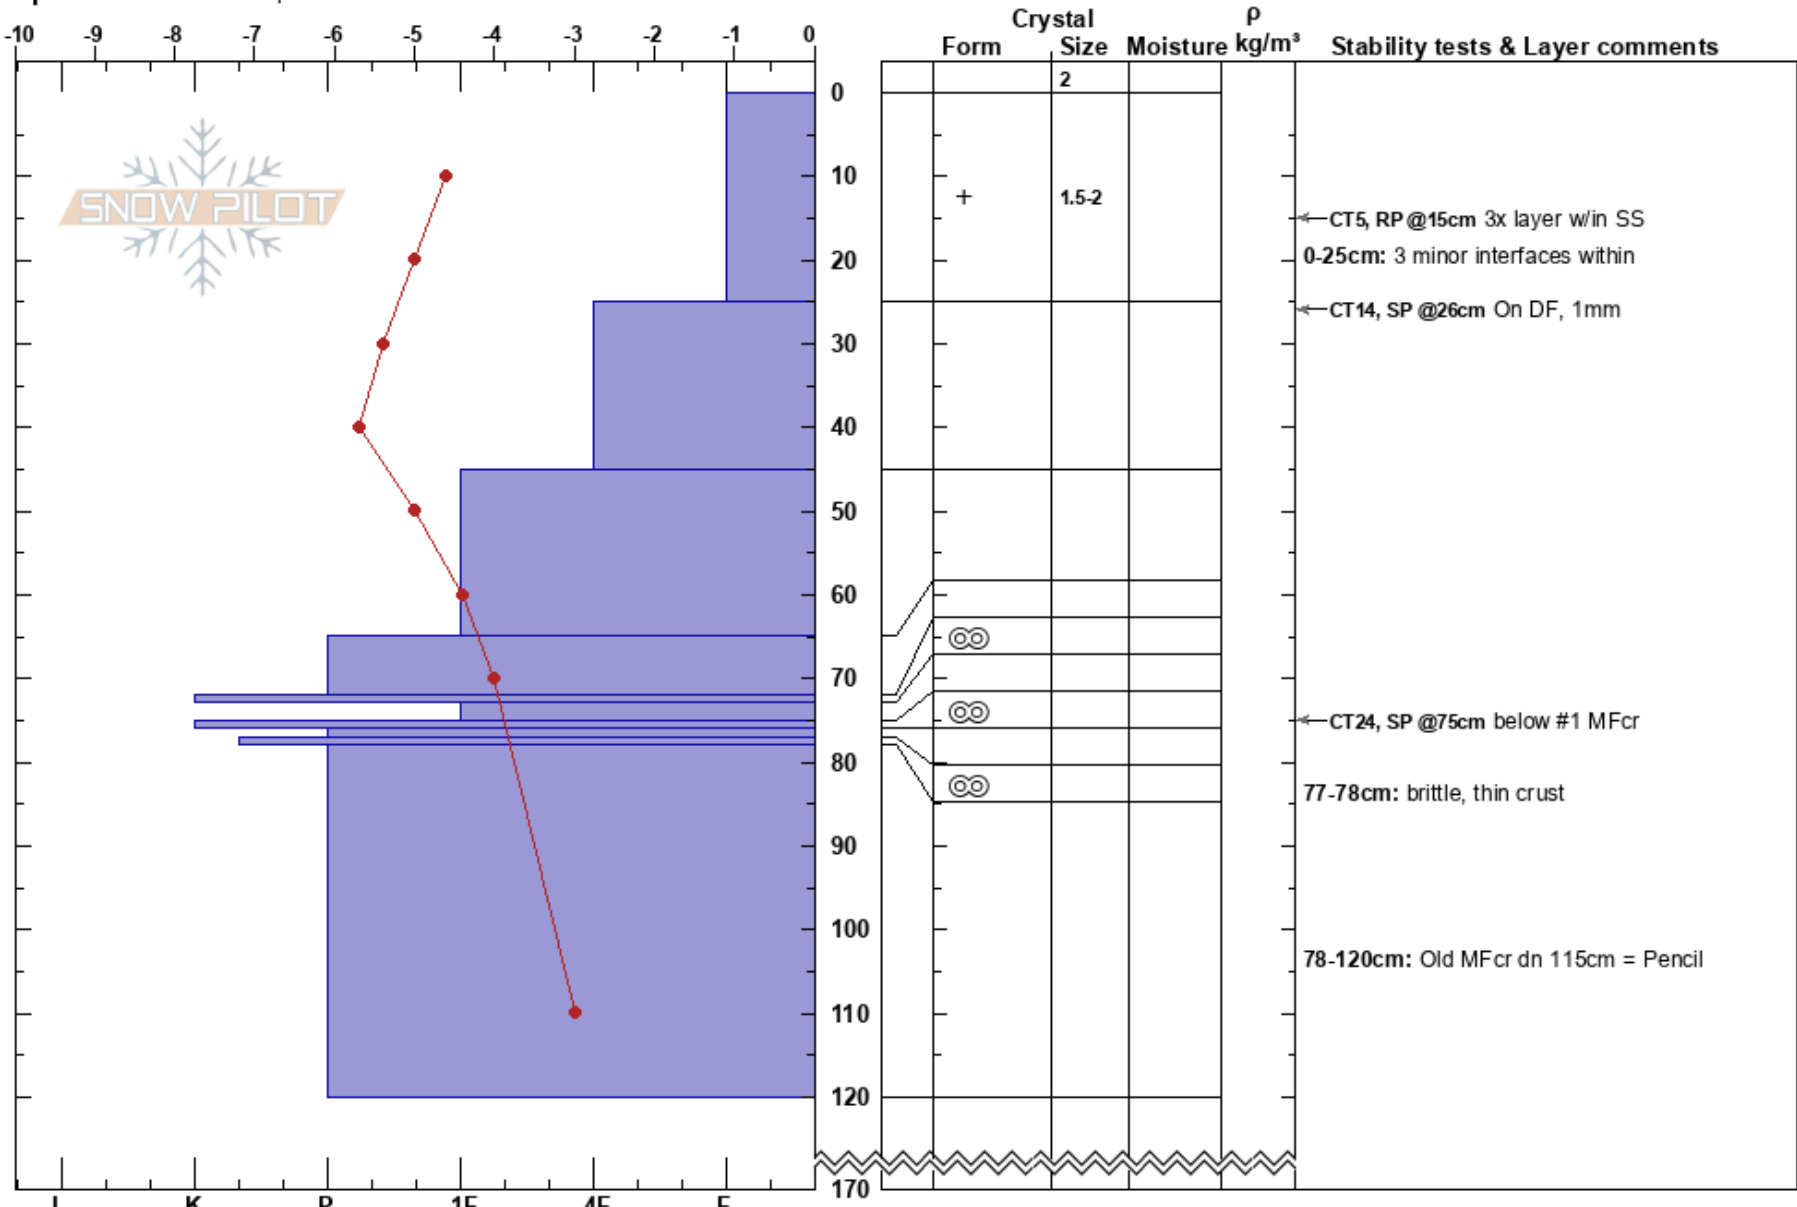 Crystal ρ
-10 -9 -8 -7 -6 -5 -4 -3 -2 -1 0
Form Size Moisture kg/m³ Stability tests & Layer comments
2
0
SNOW PILOT
10
+ 1.5-2
CT5, RP @15cm 3x layer w/in SS
20
0-25cm: 3 minor interfaces within
CT14, SP @26cm On DF, 1mm
30
40
50
60
70
CT24, SP @75cm below #1 MFcr
80
77-78cm: brittle, thin crust
90
100
78-120cm: Old MFcr dn 115cm = Pencil
110
120
170
K P 1F 4F F